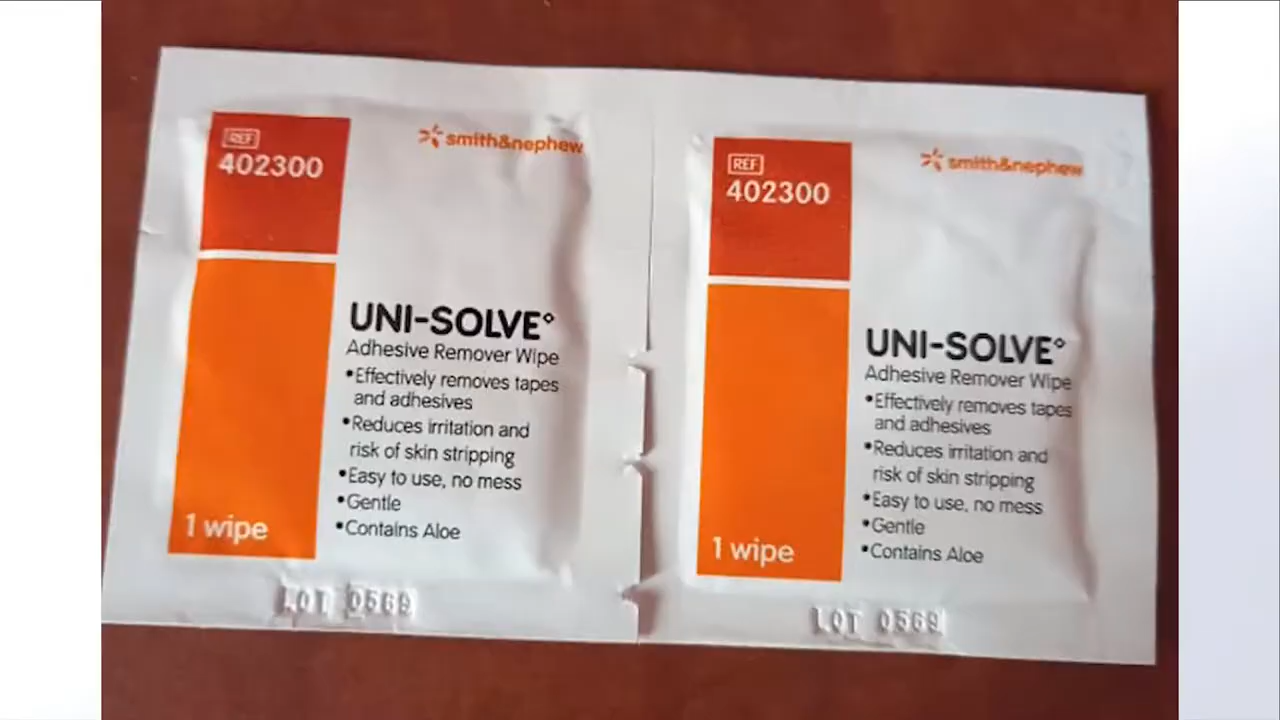 REF
402300
smith&nephew
UNI-SOLVE°
Adhesive Remover Wipe
•Effectively removes tapes
and adhesives
•Reduces irritation and
risk of skin stripping
•Easy to use, no mess
•Gentle
•Contains Aloe
1 wipe
LOT 0569
REF
402300
smith&nephew
UNI-SOLVE°
Adhesive Remover Wipe
•Effectively removes tapes
and adhesives
•Reduces irritation and
risk of skin stripping
•Easy to use, no mess
•Gentle
•Contains Aloe
1 wipe
LOT 0569